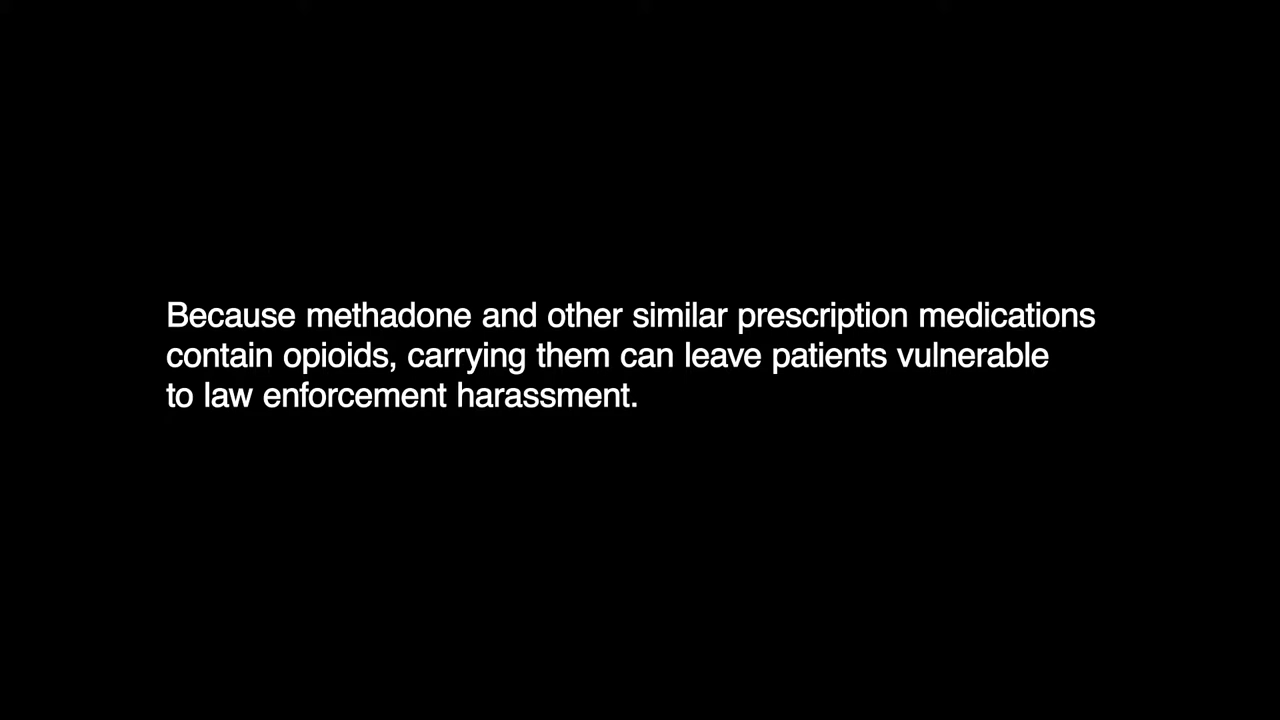 Because methadone and other similar prescription medications
contain opioids, carrying them can leave patients vulnerable
to law enforcement harassment.